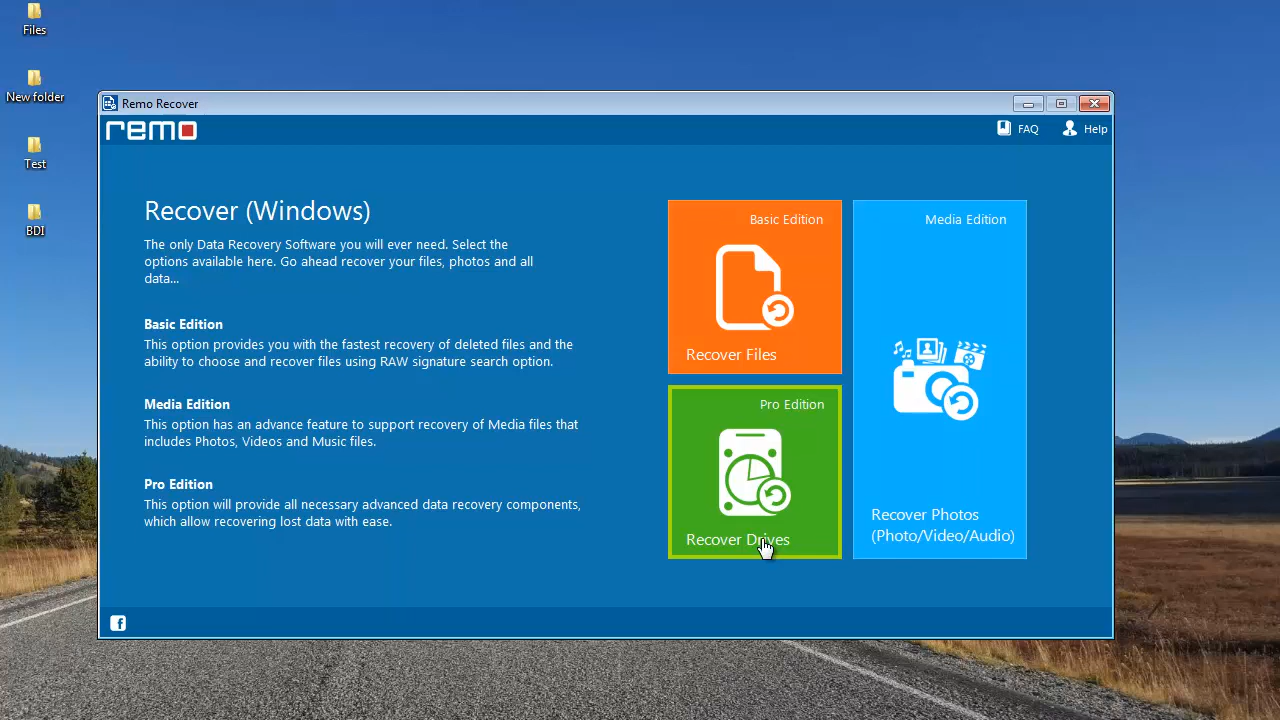 Files
New folder
Test
BDI
Remo Recover
remo
FAQ
Help
Recover (Windows)
The only Data Recovery Software you will ever need. Select the
options available here. Go ahead recover your files, photos and all
data...
Basic Edition
This option provides you with the fastest recovery of deleted files and the
ability to choose and recover files using RAW signature search option.
Media Edition
This option has an advance feature to support recovery of Media files that
includes Photos, Videos and Music files.
Pro Edition
This option will provide all necessary advanced data recovery components,
which allow recovering lost data with ease.
Basic Edition
Recover Files
Pro Edition
Recover Drives
Media Edition
Recover Photos
(Photo/Video/Audio)
f